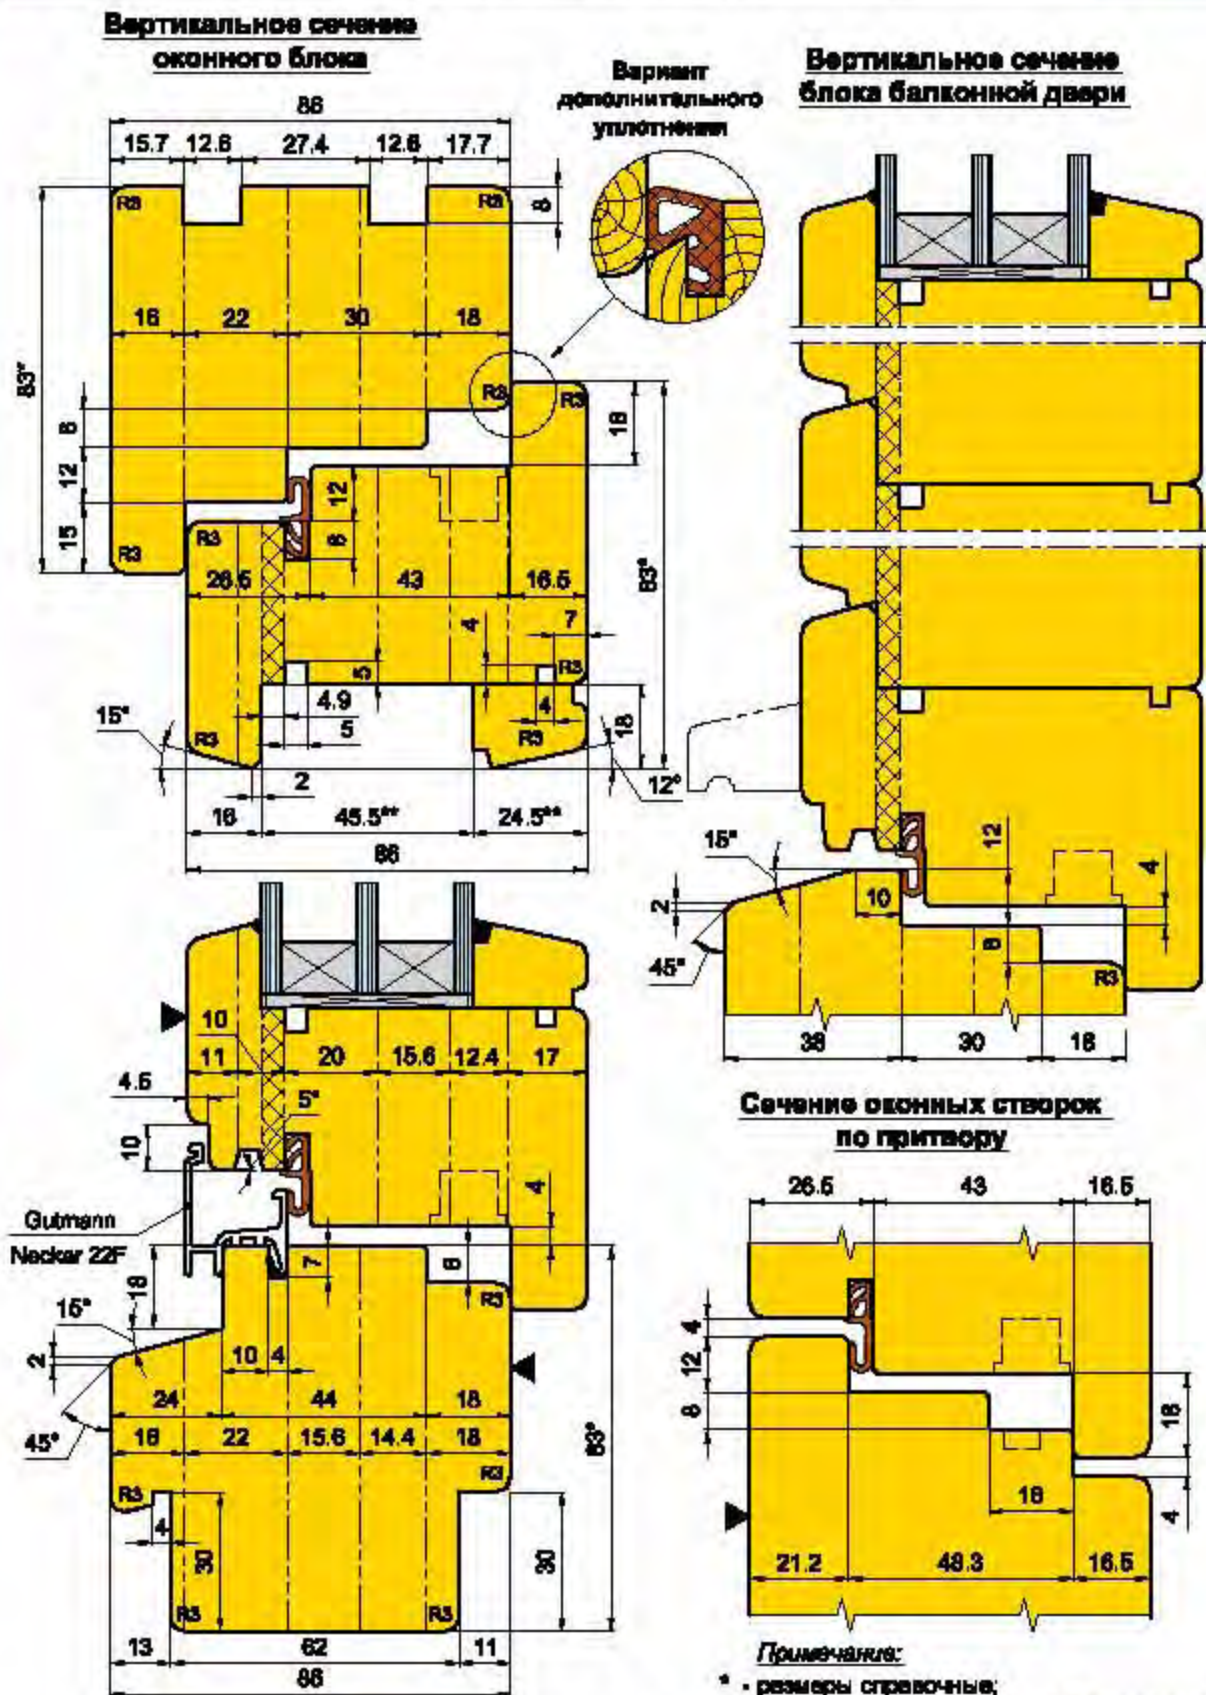 Вертикальное сечение
оконного блока
Вариант
дополнительного
уплотнения
Вертикальное сечение
блока балконной двери
86
15.7 12.6 27.4 12.6 17.7
R3 R3 8
16 22 30 18
83*
R3 R3
8 18
12 12
15 R3 R3 8
26.5 43 16.5
83*
7
4
R3
5
4.9 4
5
15° R3 R3 18
2 12°
16 45.5** 24.5**
86
15° 12
4
2 10
45° 8
R3
38 30 18
10
11 20 15.6 12.4 17
4.5
5°
10
4
Gutmann
Neckar 22F
18 7 8
R3
15°
2 10 4
24 44 18
45° 16 22 15.6 14.4 18
83*
R3 R3
4
30 30
R3 R3
13 62 11
86
Сечение оконных створок
по притвору
26.5 43 16.5
4
12
8 18
18
4
21.2 48.3 16.5
Примечание:
* - размеры справочные;